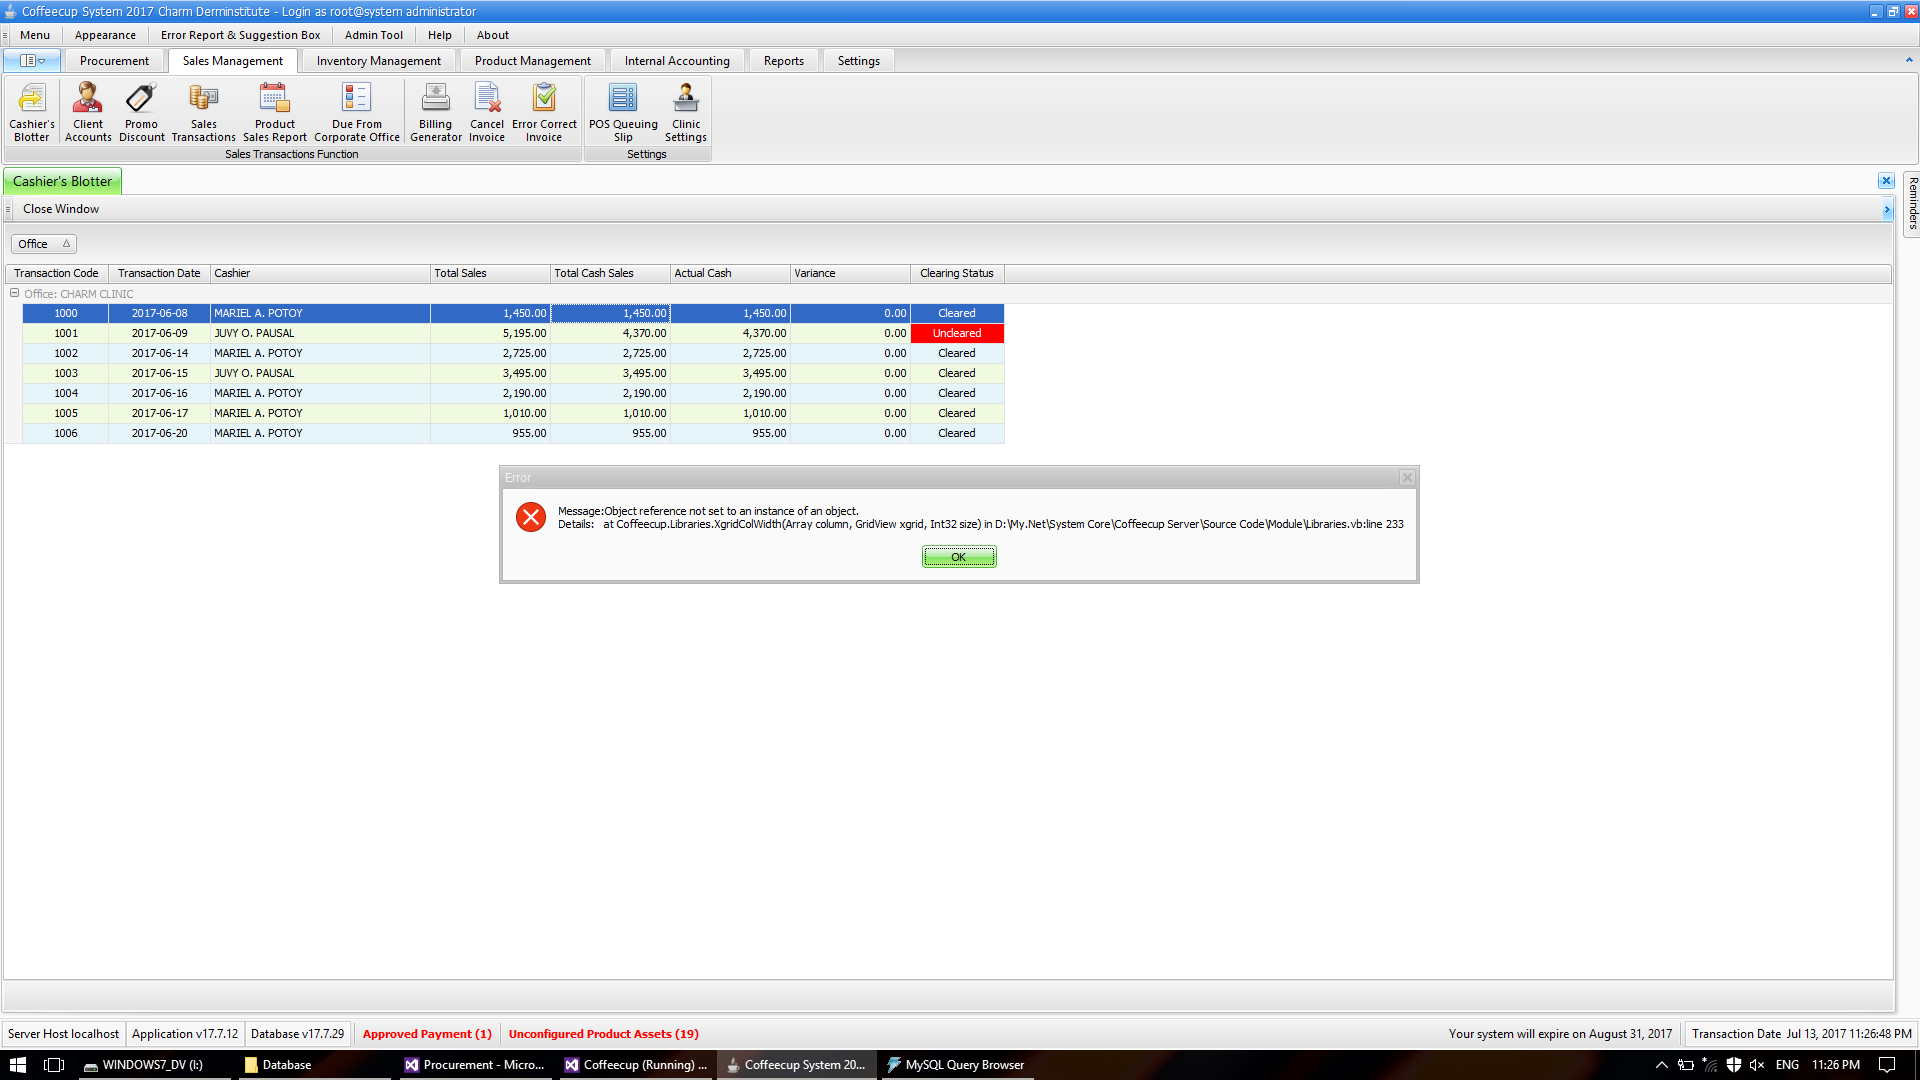 Coffeecup System 2017 Charm Derminstitute - Login as root@system administrator
Menu Appearance Error Report & Suggestion Box Admin Tool Help About
Procurement Sales Management Inventory Management Product Management Internal Accounting Reports Settings
Cashier's Blotter
Client Accounts
Promo Discount
Sales Transactions
Product Sales Report
Due From Corporate Office
Billing Generator
Cancel Invoice
Error Correct Invoice
POS Queuing Slip
Clinic Settings
Sales Transactions Function
Settings
Cashier's Blotter
Reminders
Close Window
Office
Transaction Code Transaction Date Cashier Total Sales Total Cash Sales Actual Cash Variance Clearing Status
Office: CHARM CLINIC
1000 2017-06-08 MARIEL A. POTOY 1,450.00 1,450.00 1,450.00 0.00 Cleared
1001 2017-06-09 JUVY O. PAUSAL 5,195.00 4,370.00 4,370.00 0.00 Uncleared
1002 2017-06-14 MARIEL A. POTOY 2,725.00 2,725.00 2,725.00 0.00 Cleared
1003 2017-06-15 JUVY O. PAUSAL 3,495.00 3,495.00 3,495.00 0.00 Cleared
1004 2017-06-16 MARIEL A. POTOY 2,190.00 2,190.00 2,190.00 0.00 Cleared
1005 2017-06-17 MARIEL A. POTOY 1,010.00 1,010.00 1,010.00 0.00 Cleared
1006 2017-06-20 MARIEL A. POTOY 955.00 955.00 955.00 0.00 Cleared
Error
Message:Object reference not set to an instance of an object.
Details: at Coffeecup.Libraries.XgridColWidth(Array column, GridView xgrid, Int32 size) in D:\My.Net\System Core\Coffeecup Server\Source Code\Module\Libraries.vb:line 233
OK
Server Host localhost Application v17.7.12 Database v17.7.29 Approved Payment (1) Unconfigured Product Assets (19) Your system will expire on August 31, 2017 Transaction Date Jul 13, 2017 11:26:48 PM
WINDOWS7_DV (I:) Database Procurement - Micro... Coffeecup (Running) ... Coffeecup System 20... MySQL Query Browser ENG 11:26 PM